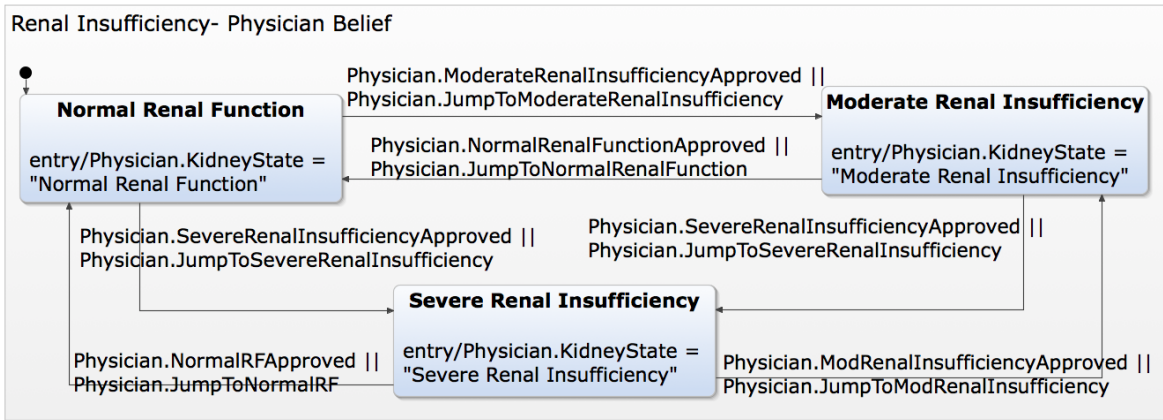 Renal Insufficiency- Physician Belief
Physician.ModerateRenalInsufficiencyApproved ||
Physician.JumpToModerateRenalInsufficiency
Normal Renal Function
entry/Physician.KidneyState =
"Normal Renal Function"
Moderate Renal Insufficiency
entry/Physician.KidneyState =
"Moderate Renal Insufficiency"
Physician.NormalRenalFunctionApproved ||
Physician.JumpToNormalRenalFunction
Physician.SevereRenalInsufficiencyApproved ||
Physician.JumpToSevereRenalInsufficiency
Physician.SevereRenalInsufficiencyApproved ||
Physician.JumpToSevereRenalInsufficiency
Severe Renal Insufficiency
entry/Physician.KidneyState =
"Severe Renal Insufficiency"
Physician.NormalRFApproved ||
Physician.JumpToNormalRF
Physician.ModRenalInsufficiencyApproved ||
Physician.JumpToModRenalInsufficiency